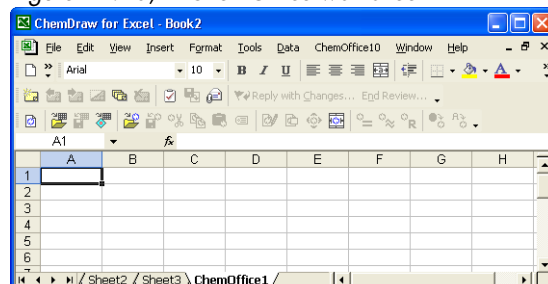 ChemDraw for Excel - Book2
File Edit View Insert Format Tools Data ChemOffice10 Window Help
Arial 10 B I U A
Reply with Changes... End Review...
A1 fx
A B C D E F G H
1
2
3
4
5
6
Sheet2 / Sheet3 \ ChemOffice1 /